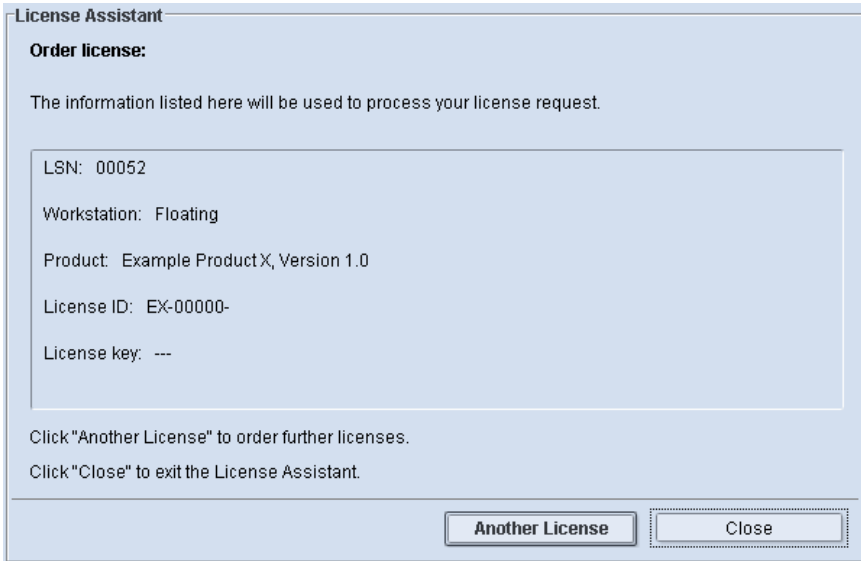 License Assistant
Order license:
The information listed here will be used to process your license request.
LSN: 00052
Workstation: Floating
Product: Example Product X, Version 1.0
License ID: EX-00000-
License key: ---
Click "Another License" to order further licenses.
Click "Close" to exit the License Assistant.
Another License Close